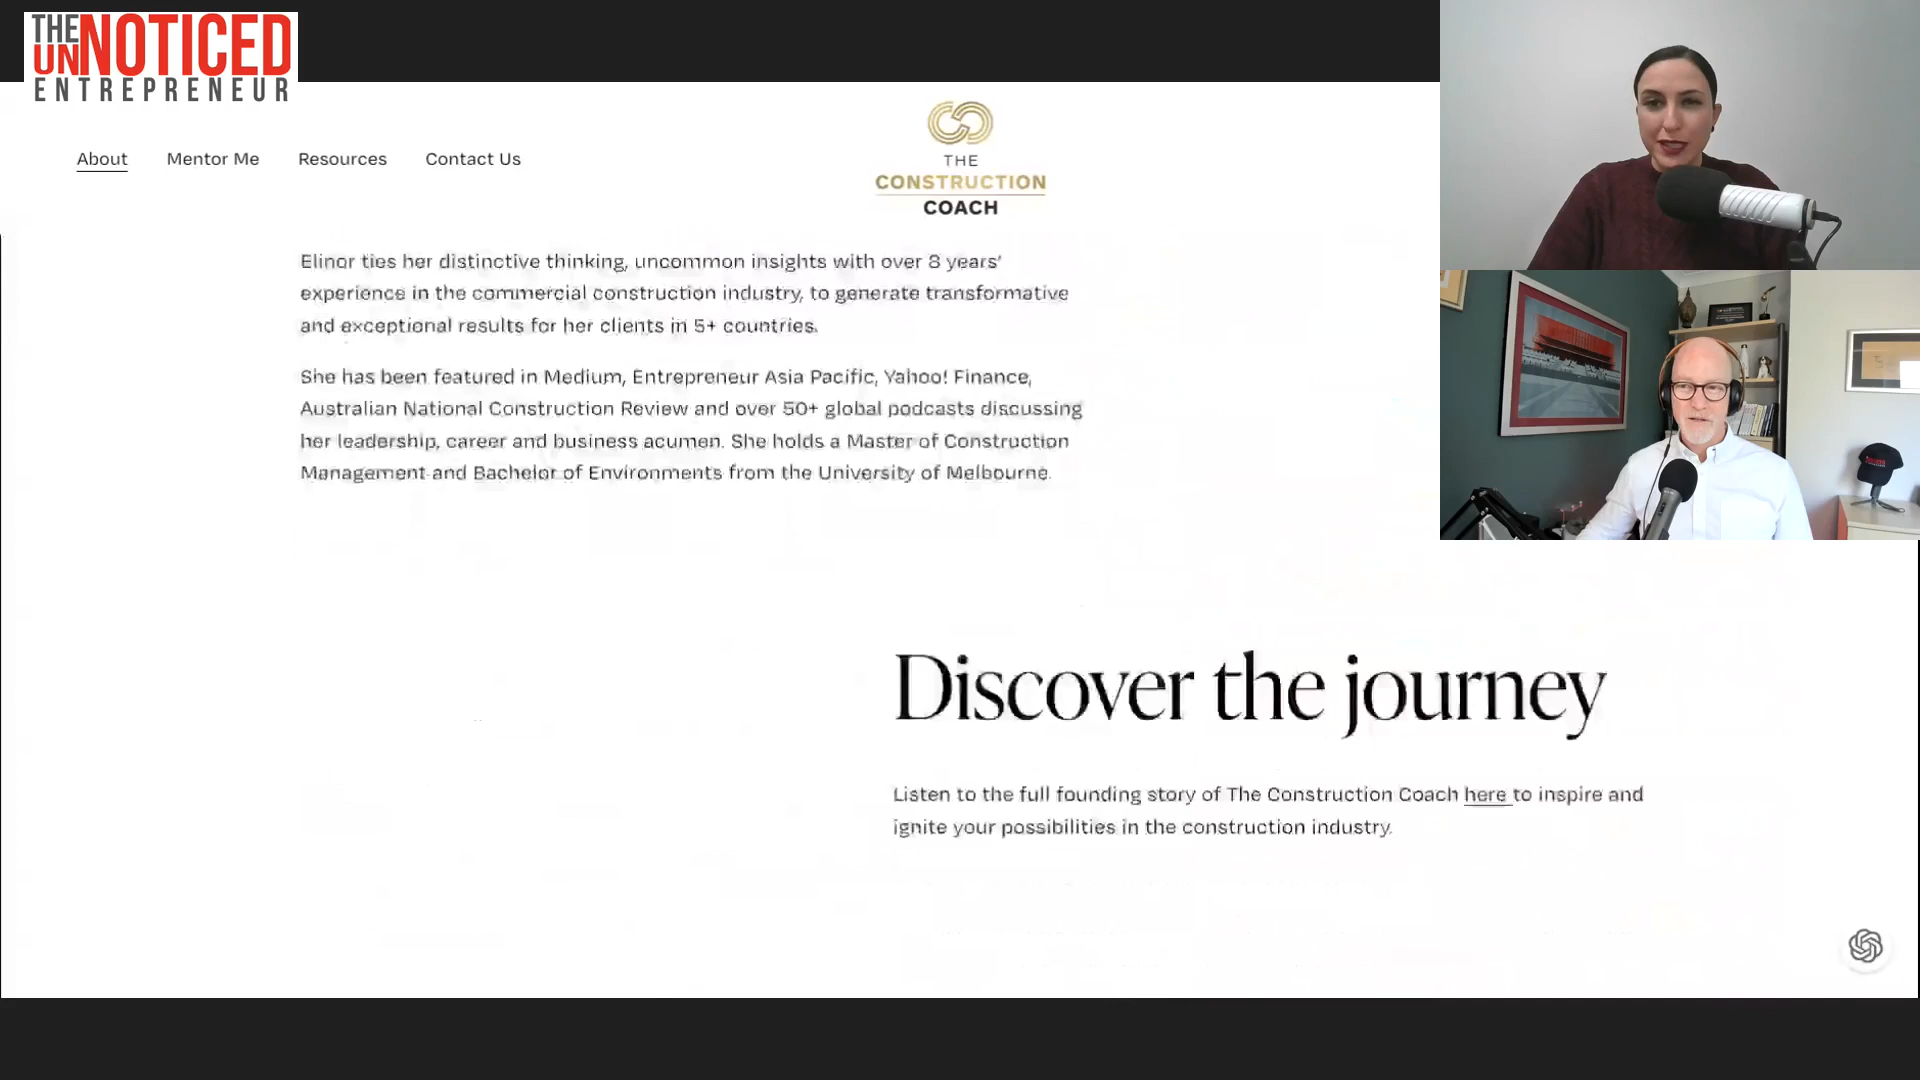 THE
UNNOTICED
ENTREPRENEUR
About Mentor Me Resources Contact Us
THE
CONSTRUCTION
COACH
Elinor ties her distinctive thinking, uncommon insights with over 8 years'
experience in the commercial construction industry, to generate transformative
and exceptional results for her clients in 5+ countries.
She has been featured in Medium, Entrepreneur Asia Pacific, Yahoo! Finance,
Australian National Construction Review and over 50+ global podcasts discussing
her leadership, career and business acumen. She holds a Master of Construction
Management and Bachelor of Environments from the University of Melbourne.
Discover the journey
Listen to the full founding story of The Construction Coach here to inspire and
ignite your possibilities in the construction industry.